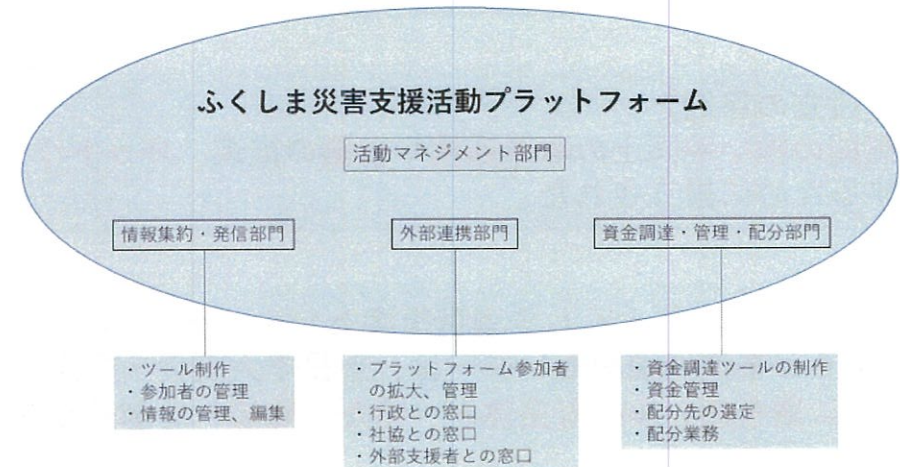 ふくしま災害支援活動プラットフォーム
活動マネジメント部門
情報集約・発信部門
外部連携部門
資金調達・管理・配分部門
・ツール制作
・参加者の管理
・情報の管理、編集
・プラットフォーム参加者
の拡大、管理
・行政との窓口
・社協との窓口
・外部支援者との窓口
・資金調達ツールの制作
・資金管理
・配分先の選定
・配分業務